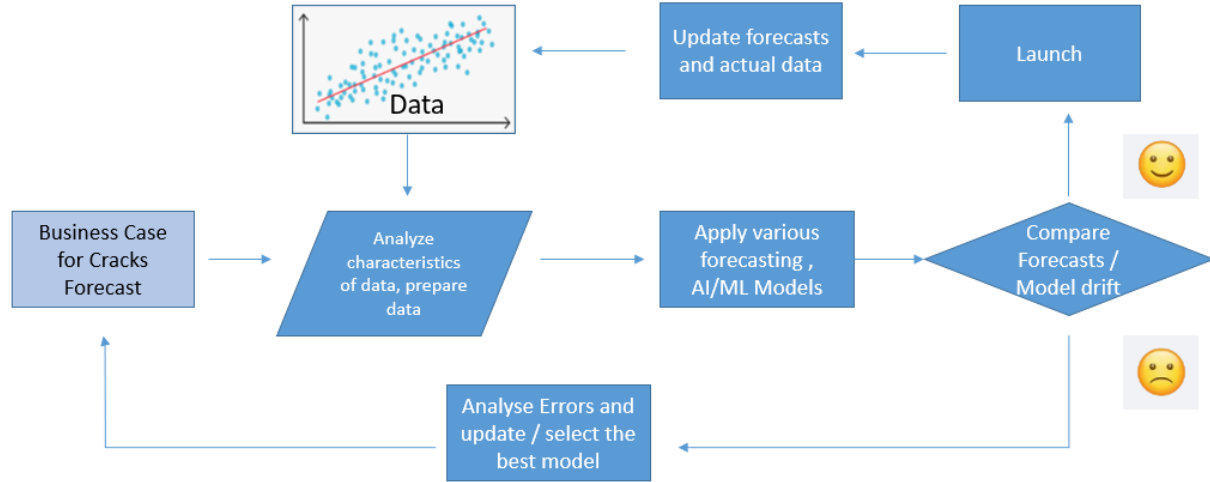 Data
Update forecasts
and actual data
Launch
Business Case
for Cracks
Forecast
Analyze
characteristics
of data, prepare
data
Apply various
forecasting ,
AI/ML Models
Compare
Forecasts /
Model drift
Analyse Errors and
update / select the
best model